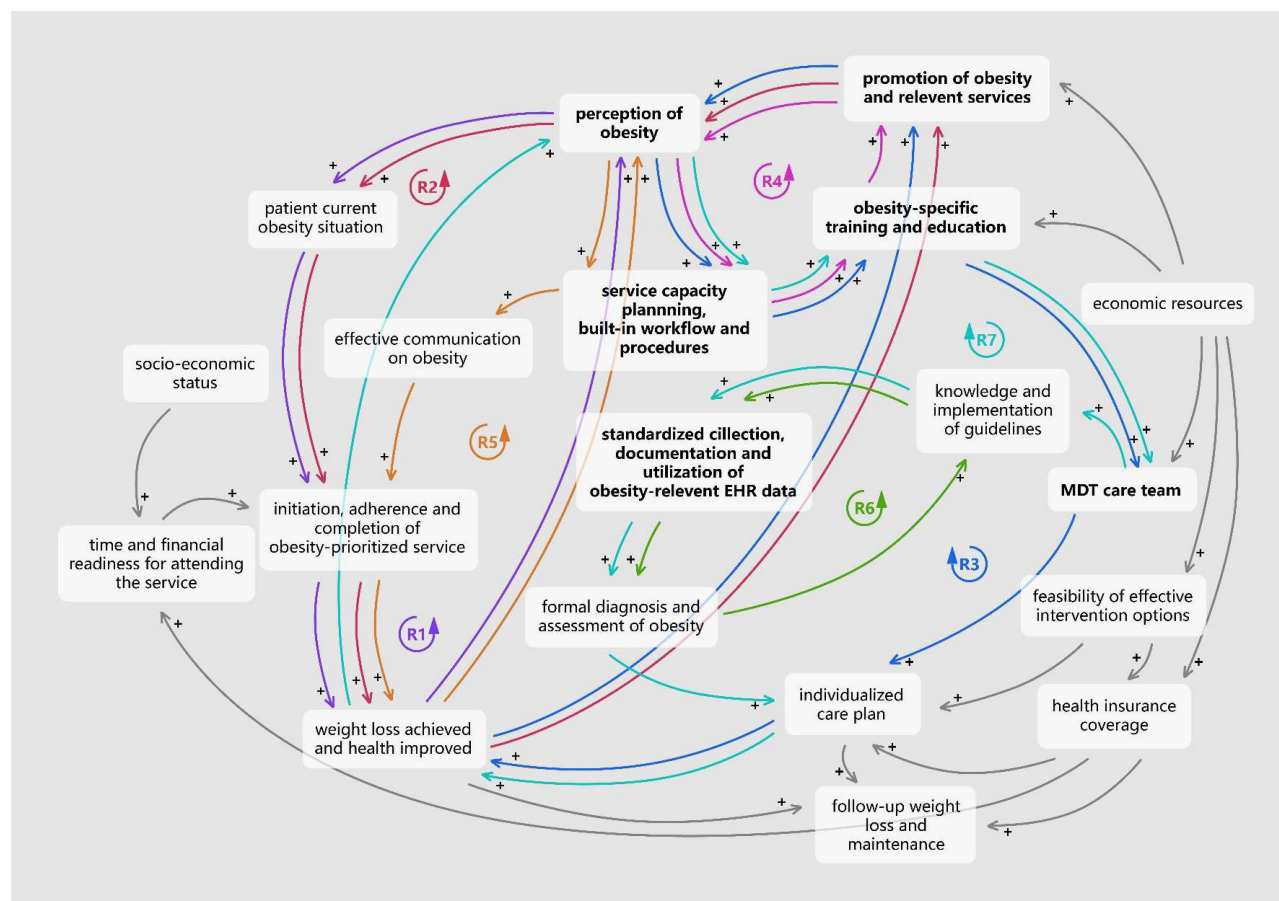 promotion of obesity
and relevent services
perception of
obesity
R2
R4
patient current
obesity situation
obesity-specific
training and education
service capacity
plannning,
built-in workflow and
procedures
economic resources
effective communication
on obesity
R7
socio-economic
status
knowledge and
implementation
of guidelines
R5
standardized cillection,
documentation and
utilization of
obesity-relevent EHR data
MDT care team
initiation, adherence and
completion of
obesity-prioritized service
R6
time and financial
readiness for attending
the service
R3
formal diagnosis and
assessment of obesity
feasibility of effective
intervention options
R1
individualized
care plan
health insurance
coverage
weight loss achieved
and health improved
follow-up weight
loss and
maintenance